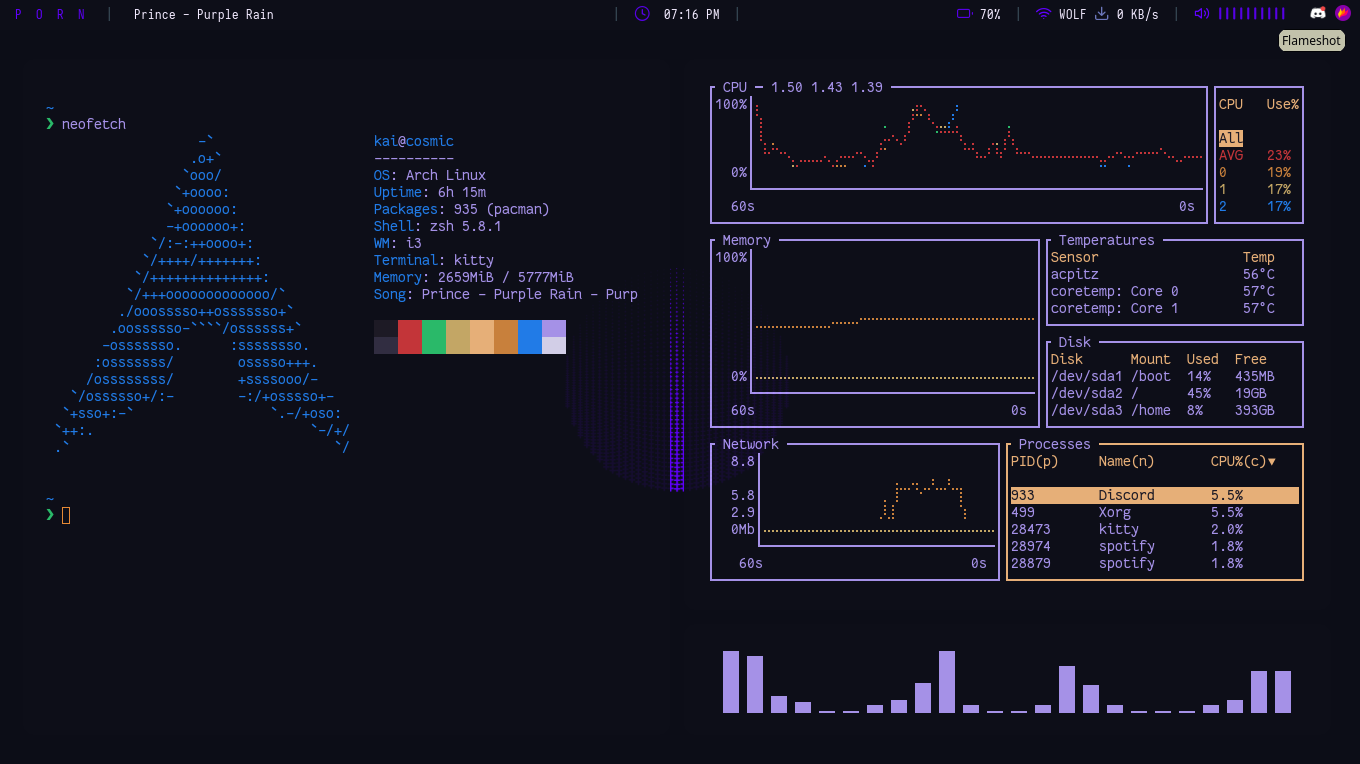 P O R N | Prince - Purple Rain | 07:16 PM | 70% | WOLF 0 KB/s |
Flameshot
~
❯ neofetch
-`
.o+`
`ooo/
`+oooo:
`+oooooo:
-+oooooo+:
`/:-:++oooo+:
`/++++/+++++++:
`/++++++++++++++:
`/+++ooooooooooooo/`
./ooosssso++osssssso+`
.oossssso-````/ossssss+`
-osssssso. :ssssssso.
:osssssss/ osssso+++.
/ossssssss/ +ssssooo/-
`/ossssso+/:- -:/+osssso+-
`+sso+:-` `.-/+oso:
`++:. `-/+/
.` `/
kai@cosmic
----------
OS: Arch Linux
Uptime: 6h 15m
Packages: 935 (pacman)
Shell: zsh 5.8.1
WM: i3
Terminal: kitty
Memory: 2659MiB / 5777MiB
Song: Prince - Purple Rain - Purp
~
❯
CPU — 1.50 1.43 1.39
100%
0%
60s 0s
CPU Use%
All
AVG 23%
0 19%
1 17%
2 17%
Memory
100%
0%
60s 0s
Temperatures
Sensor Temp
acpitz 56°C
coretemp: Core 0 57°C
coretemp: Core 1 57°C
Disk
Disk Mount Used Free
/dev/sda1 /boot 14% 435MB
/dev/sda2 / 45% 19GB
/dev/sda3 /home 8% 393GB
Network
8.8
5.8
2.9
0Mb
60s 0s
Processes
PID(p) Name(n) CPU%(c)▼
933 Discord 5.5%
499 Xorg 5.5%
28473 kitty 2.0%
28974 spotify 1.8%
28879 spotify 1.8%